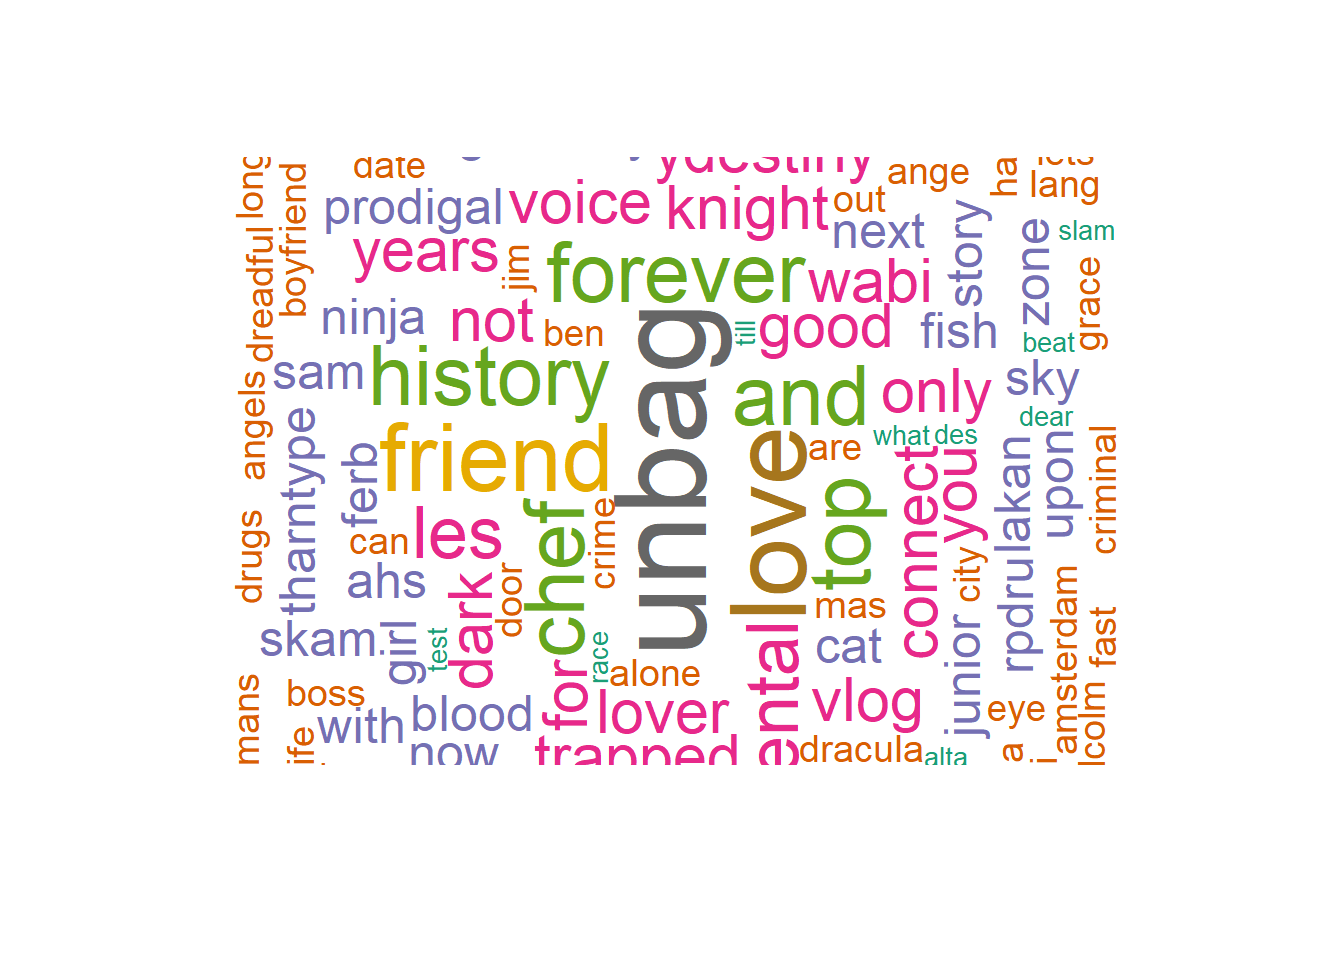 date
ydestiny
ange
ha
lets
lang
long
boyfriend
prodigal
voice
knight
out
next
story
slam
years
jim
forever
wabi
zone
grace
dreadful
ninja
not
ben
unbag
till
good
fish
beat
sam
history
and
only
sky
angels
tharntype
ferb
friend
love
are
what
des
dear
connect
you
rpdrulakan
upon
criminal
drugs
can
les
chef
crime
top
city
ahs
dark
door
mas
amsterdam
fast
skam.
girl
test
race
alone
ental
cat
junior
mans
boss
with
blood
for
lover
vlog
eye
lcolm
ife
now
trapped
dracula
alta
a